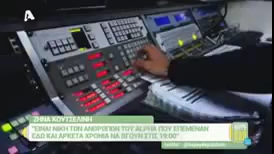 ΖΗΝΑ ΚΟΥΤΣΕΛΙΝΗ
"ΕΙΝΑΙ ΝΙΚΗ ΤΩΝ ΑΝΘΡΩΠΩΝ ΤΟΥ ALPHA ΠΟΥ ΕΠΕΜΕΝΑΝ
ΕΔΩ ΚΑΙ ΑΡΚΕΤΑ ΧΡΟΝΙΑ ΝΑ ΒΓΟΥΝ ΣΤΙΣ 19:00"